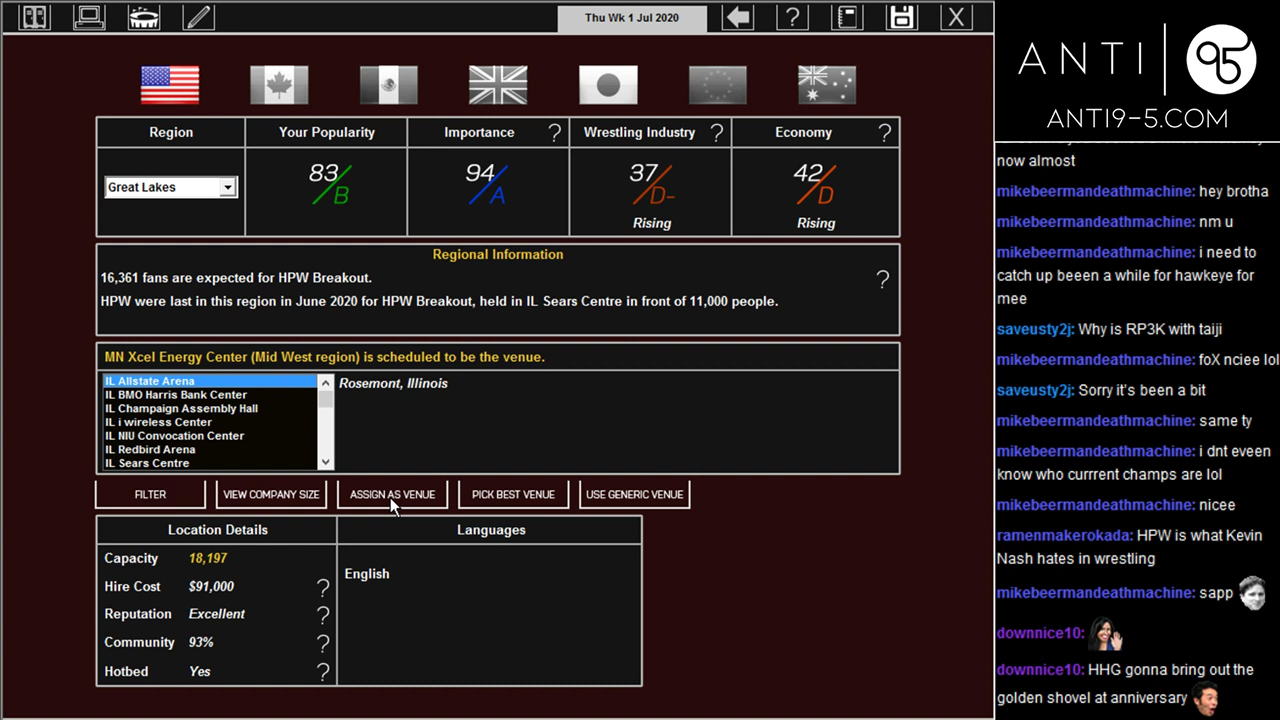 Thu Wk 1 Jul 2020
?
X
ANTI
95
ANTI9-5.COM
Region
Your Popularity
Importance
?
Wrestling Industry
?
Economy
?
Great Lakes
83/B
94/A
37/D-
Rising
42/D
Rising
Regional Information
16,361 fans are expected for HPW Breakout.
?
HPW were last in this region in June 2020 for HPW Breakout, held in IL Sears Centre in front of 11,000 people.
MN Xcel Energy Center (Mid West region) is scheduled to be the venue.
IL Allstate Arena
IL BMO Harris Bank Center
IL Champaign Assembly Hall
IL i wireless Center
IL NIU Convocation Center
IL Redbird Arena
IL Sears Centre
Rosemont, Illinois
FILTER
VIEW COMPANY SIZE
ASSIGN AS VENUE
PICK BEST VENUE
USE GENERIC VENUE
Location Details
Capacity 18,197
Hire Cost $91,000 ?
Reputation Excellent ?
Community 93% ?
Hotbed Yes ?
Languages
English
now almost
mikebeermandeathmachine: hey brotha
mikebeermandeathmachine: nm u
mikebeermandeathmachine: i need to
catch up beeen a while for hawkeye for
mee
saveusty2j: Why is RP3K with taiji
mikebeermandeathmachine: foX nciee lol
saveusty2j: Sorry it's been a bit
mikebeermandeathmachine: same ty
mikebeermandeathmachine: i dnt eveen
know who currrent champs are lol
mikebeermandeathmachine: nicee
ramenmakerokada: HPW is what Kevin
Nash hates in wrestling
mikebeermandeathmachine: sapp
downnice10:
downnice10: HHG gonna bring out the
golden shovel at anniversary